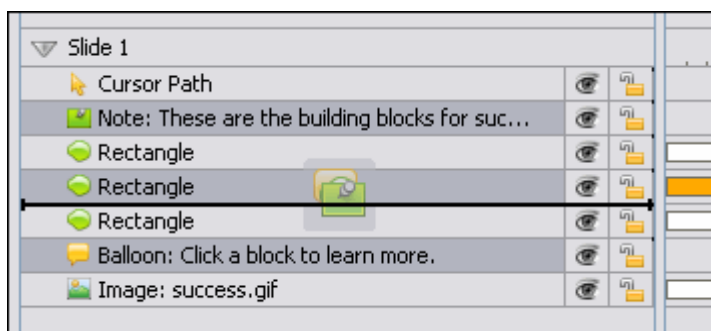 Slide 1
Cursor Path
Note: These are the building blocks for suc...
Rectangle
Rectangle
Rectangle
Balloon: Click a block to learn more.
Image: success.gif